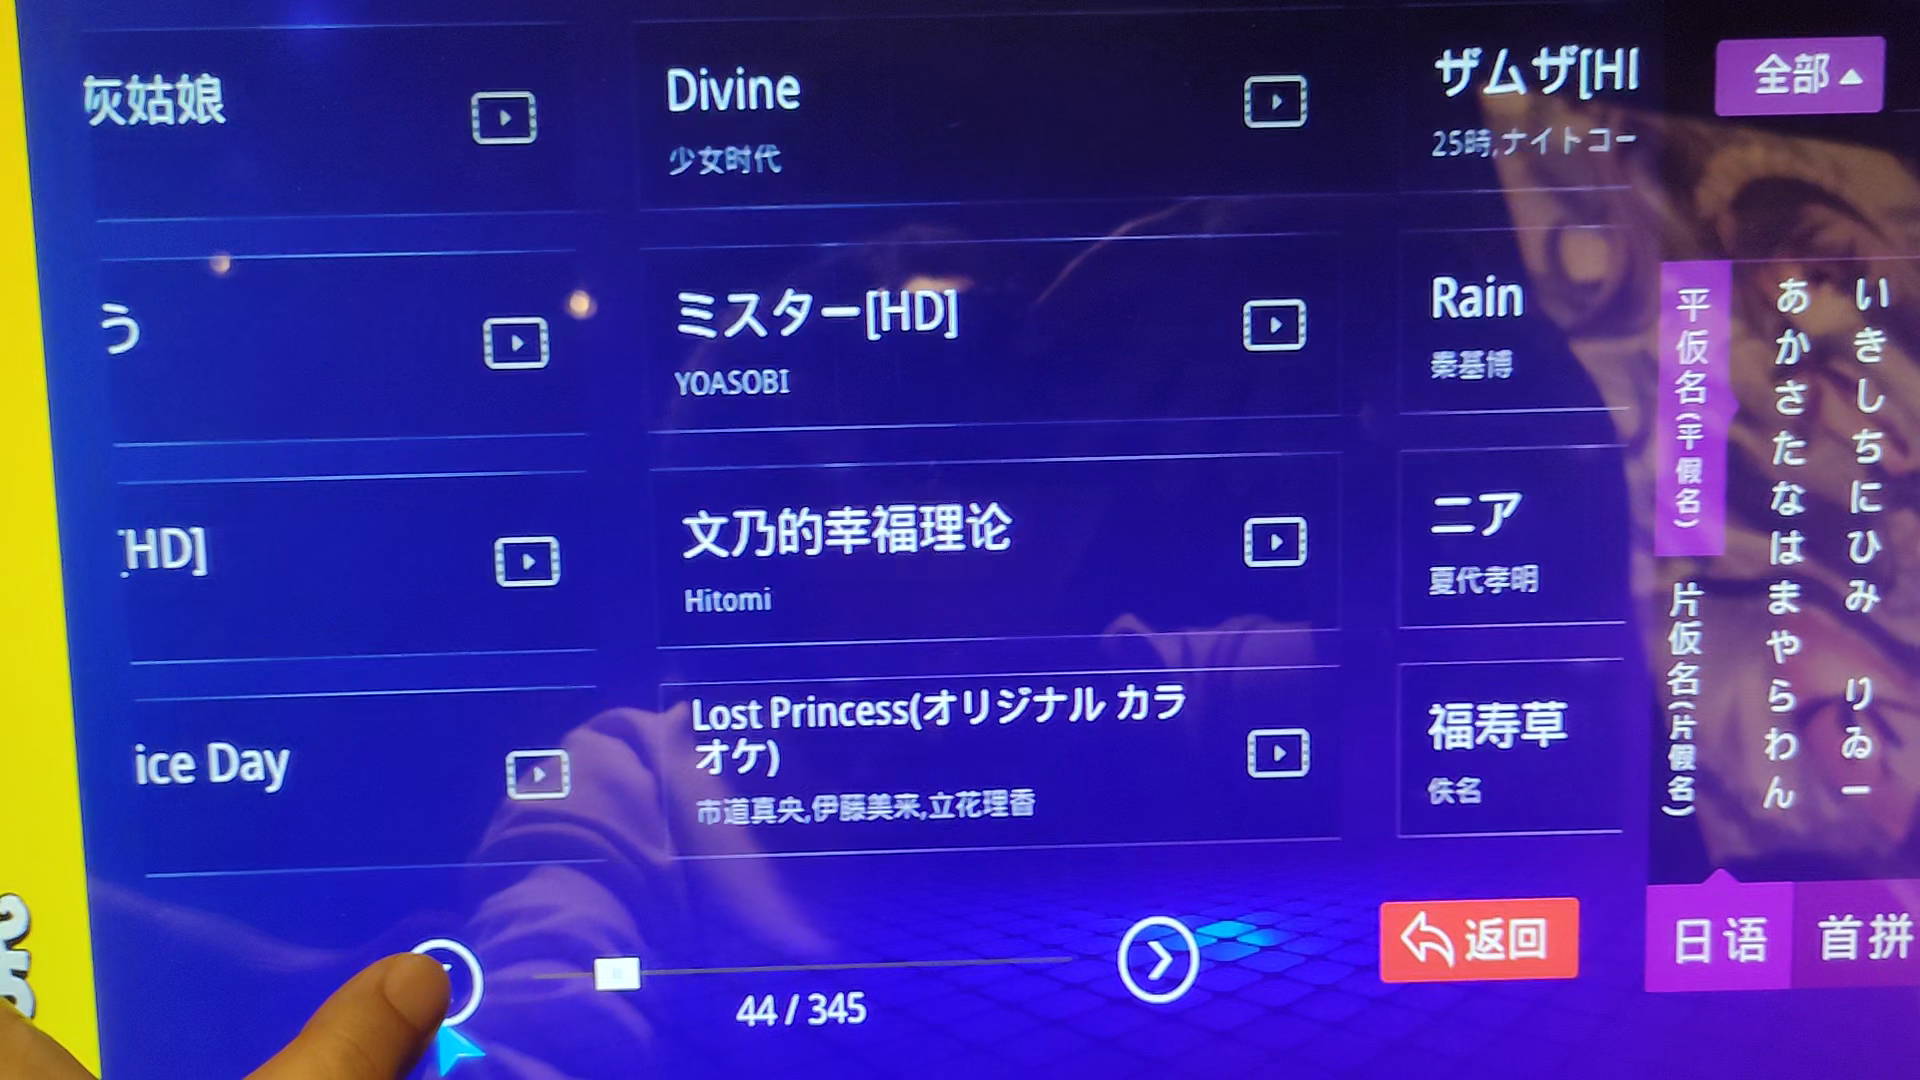 灰姑娘
Divine
少女时代
ザムザ[HI
25時,ナイトコー
う
ミスター[HD]
YOASOBI
Rain
秦基博
[HD]
文乃的幸福理论
Hitomi
ニア
夏代孝明
ice Day
Lost Princess(オリジナル カラ
オケ)
市道真央,伊藤美来,立花理香
福寿草
佚名
44 / 345
返回
全部
平仮名(平假名)
片仮名(片假名)
あかさたなはまやらわん
いきしちにひみ りゐー
日语
首拼